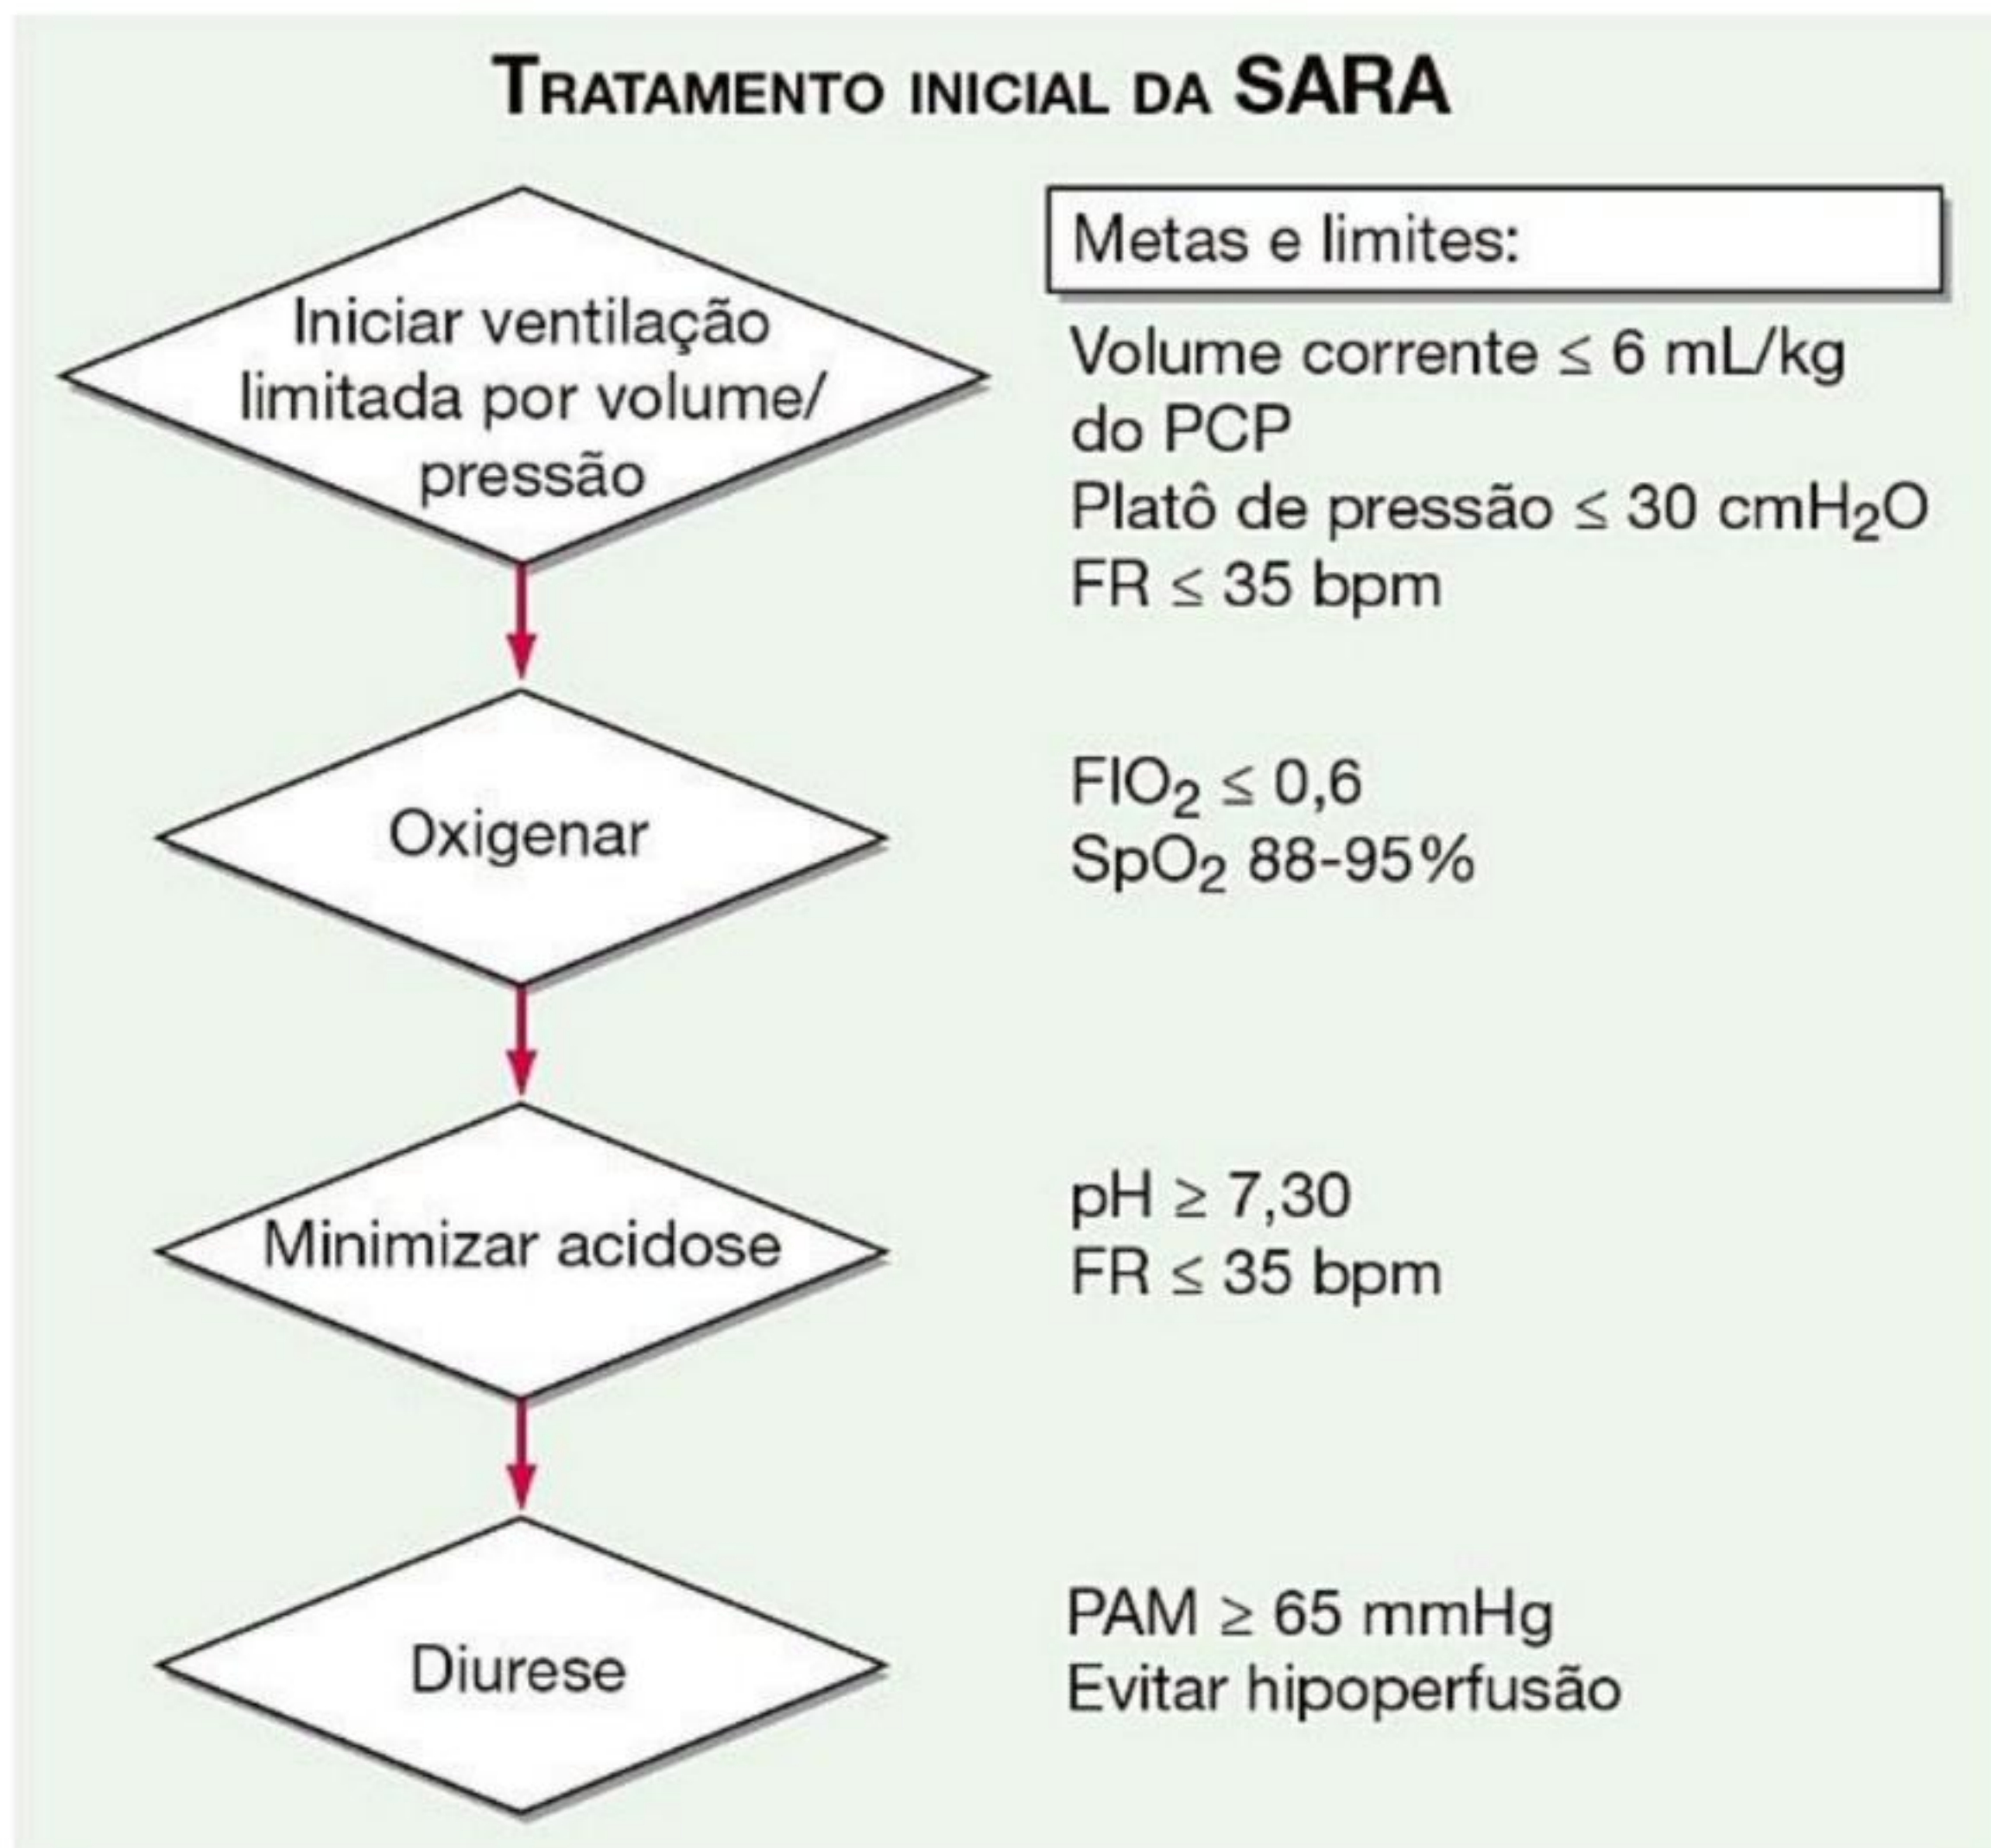 TRATAMENTO INICIAL DA SARA
Iniciar ventilação
limitada por volume/
pressão
Metas e limites:
Volume corrente ≤ 6 mL/kg
do PCP
Platô de pressão ≤ 30 cmH₂O
FR ≤ 35 bpm
Oxigenar
FIO₂ ≤ 0,6
SpO₂ 88-95%
Minimizar acidose
pH ≥ 7,30
FR ≤ 35 bpm
Diurese
PAM ≥ 65 mmHg
Evitar hipoperfusão